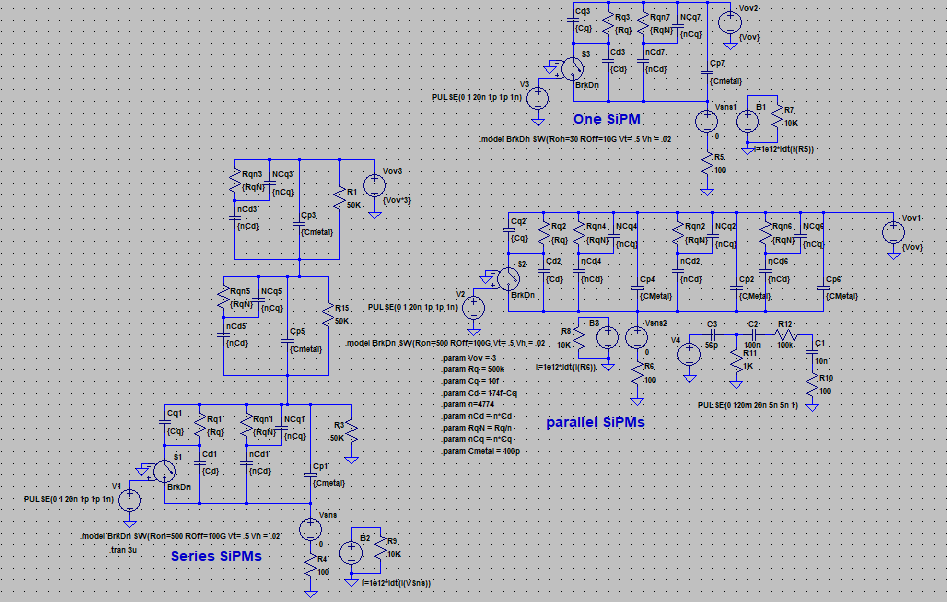 Cq3
{Cq}
Rq3
{Rq}
Rqn7
{RqN}
NCq7
{nCq}
Vov2
{Vov}
S3
BrkDn
Cd3
{Cd}
nCd7
{nCd}
Cp7
{Cmetal}
V3
PULSE(0 1 20n 1p 1p 1n)
One SiPM
.model BrkDn SW(Ron=30 ROff=10G Vt= .5 Vh = .02
Vsns1
0
B1
I=1e12*idt(I(R5))
R7
10K
R5
100
Rqn3
{RqN}
NCq3
{nCq}
nCd3
{nCd}
Cp3
{Cmetal}
R1
50K
Vov3
{Vov*3}
Rqn5
{RqN}
NCq5
{nCq}
nCd5
{nCd}
Cp5
{Cmetal}
R15
50K
Cq2
{Cq}
Rq2
{Rq}
Rqn4
{RqN}
NCq4
{nCq}
Rqn2
{RqN}
NCq2
{nCq}
Rqn6
{RqN}
NCq6
{nCq}
Vov1
{Vov}
S2
BrkDn
Cd2
{Cd}
nCd4
{nCd}
Cp4
{CMetal}
nCd2
{nCd}
Cp2
{CMetal}
nCd6
{nCd}
Cp6
{CMetal}
V2
PULSE(0 1 20n 1p 1p 1n)
.model BrkDn SW(Ron=500 ROff=100G Vt= .5 Vh = .02
R8
10K
B3
I=1e12*idt(I(R6))
Vsns2
0
R6
100
V4
PULSE(0 120m 20n 5n 5n 1)
C3
56p
C2
100n
R12
100k
R11
1K
C1
10n
R10
100
.param Vov = 3
.param Rq = 500k
.param Cq = 10f
.param Cd = 174f-Cq
.param n=4774
.param nCd = n*Cd
.param RqN = Rq/n
.param nCq = n*Cq
.param Cmetal = 100p
parallel SiPMs
Cq1
{Cq}
Rq1
{Rq}
Rqn1
{RqN}
NCq1
{nCq}
R3
50K
S1
BrkDn
Cd1
{Cd}
nCd1
{nCd}
Cp1
{Cmetal}
V1
PULSE(0 1 20n 1p 1p 1n)
.model BrkDn SW(Ron=500 ROff=100G Vt= .5 Vh = .02
.tran 3u
Series SiPMs
Vsns
0
R4
100
B2
I=1e12*idt(I(VSns))
R9
10K